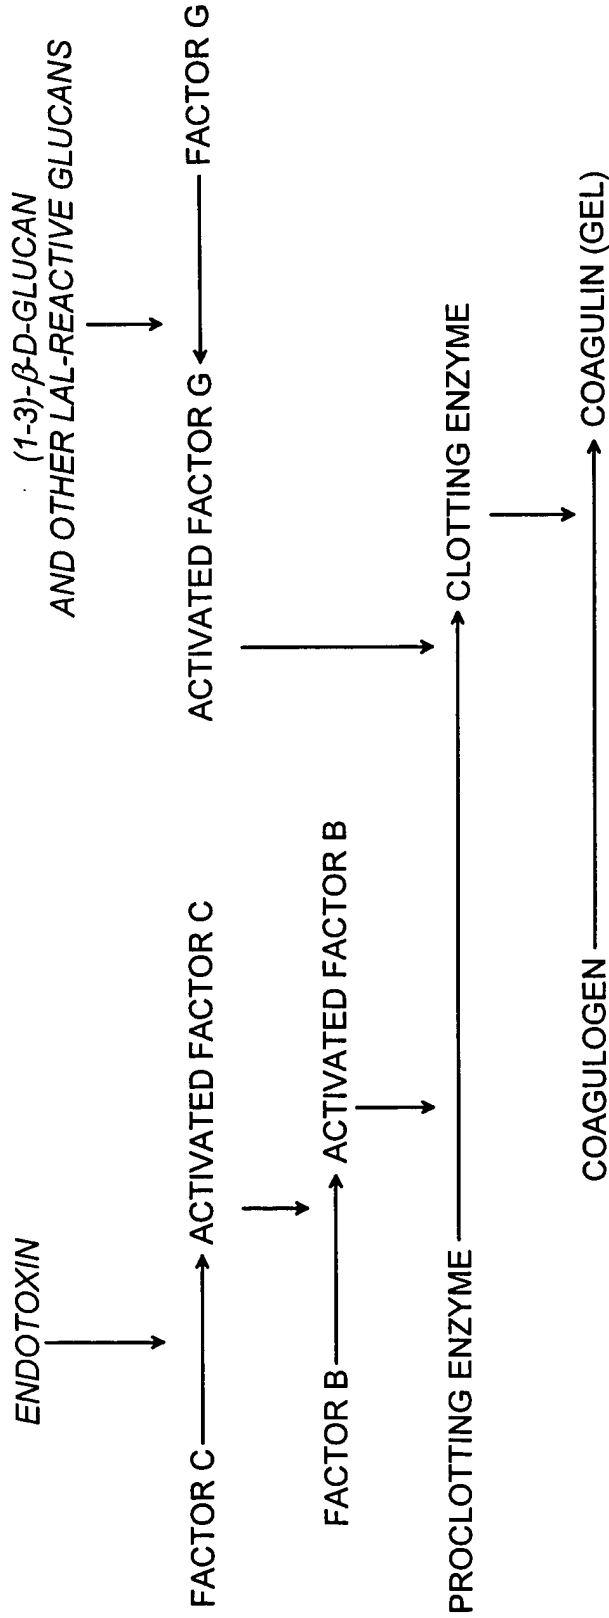 ENDOTOXIN
(1-3)-β-D-GLUCAN
AND OTHER LAL-REACTIVE GLUCANS
FACTOR C
ACTIVATED FACTOR C
ACTIVATED FACTOR G
FACTOR G
FACTOR B
ACTIVATED FACTOR B
PROCLOTTING ENZYME
CLOTTING ENZYME
COAGULOGEN
COAGULIN (GEL)